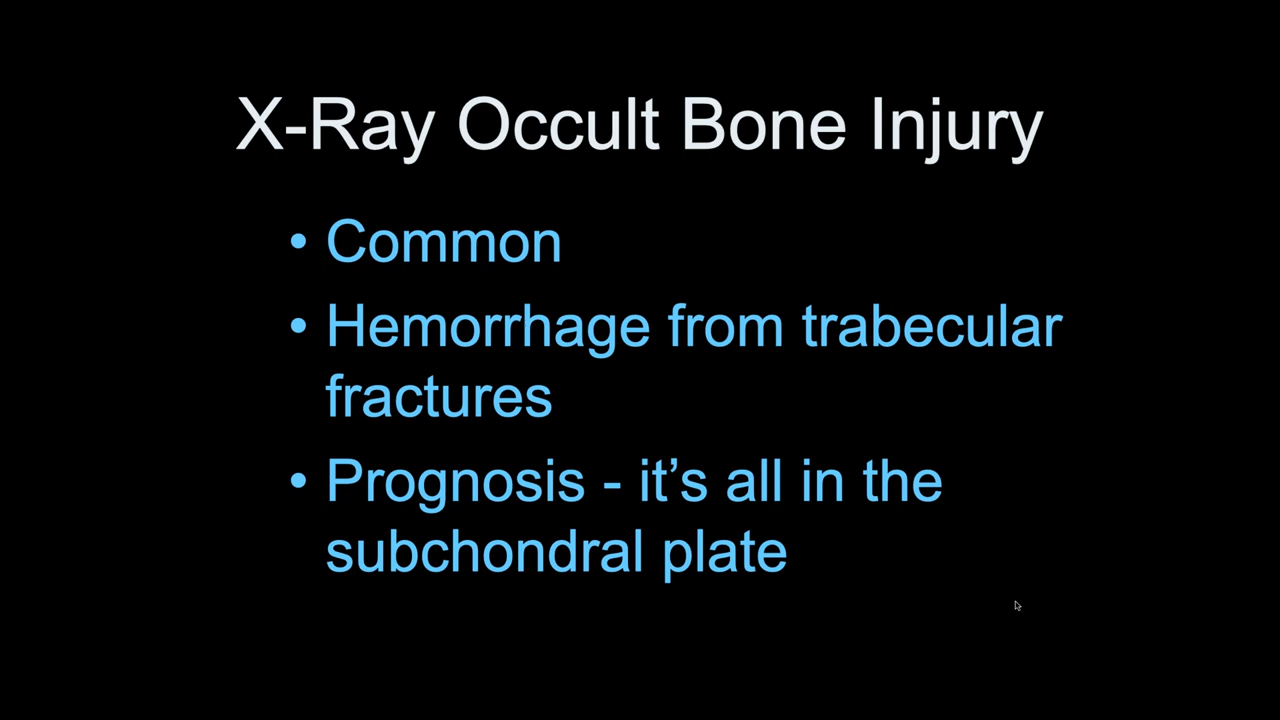 X-Ray Occult Bone Injury
• Common
• Hemorrhage from trabecular
fractures
• Prognosis - it’s all in the
subchondral plate